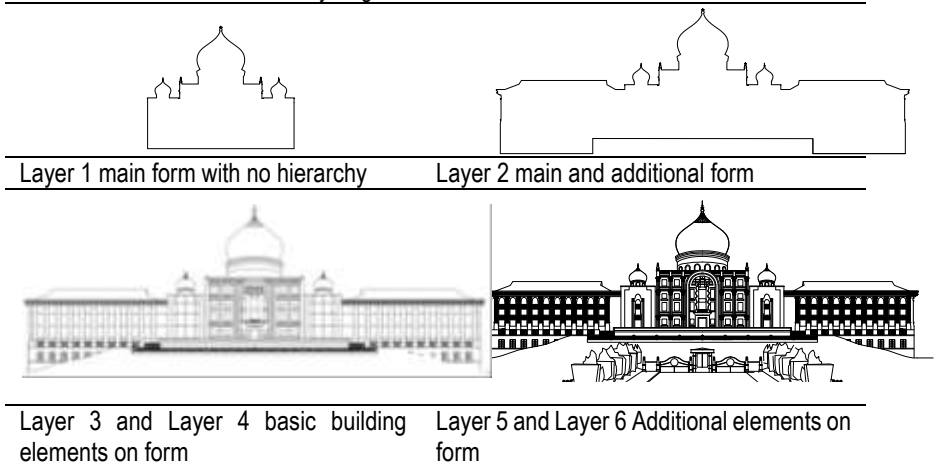 Layer 1 main form with no hierarchy
Layer 2 main and additional form
Layer 3 and Layer 4 basic building
elements on form
Layer 5 and Layer 6 Additional elements on
form